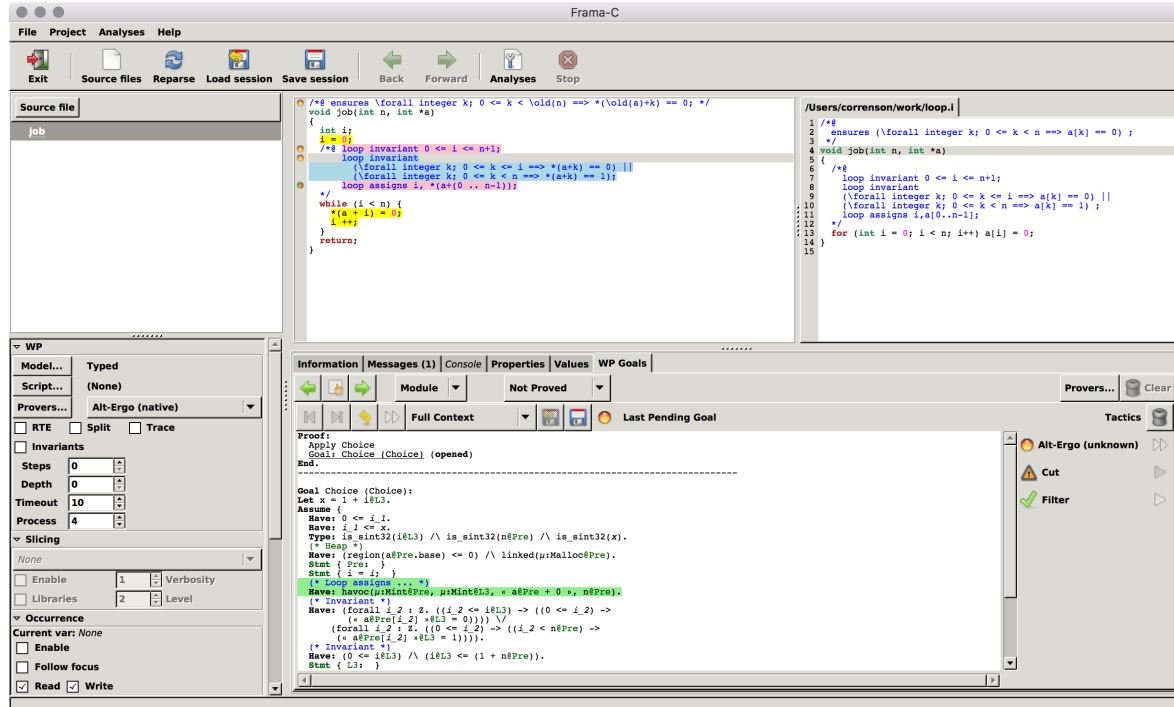 Frama-C
File Project Analyses Help
Exit Source files Reparse Load session Save session Back Forward Analyses Stop
Source file
job
/*@ ensures \forall integer k; 0 <= k < \old(n) ==> *(\old(a)+k) == 0; */
void job(int n, int *a)
{
int i;
i = 0;
/*@ loop invariant 0 <= i <= n+1;
loop invariant
(\forall integer k; 0 <= k <= i ==> *(a+k) == 0) ||
(\forall integer k; 0 <= k < n ==> *(a+k) == 1);
loop assigns i, *(a+(0 .. n-1));
*/
while (i < n) {
*(a + i) = 0;
i ++;
}
return;
}
/Users/correnson/work/loop.i
1 /*@
2 ensures (\forall integer k; 0 <= k < n ==> a[k] == 0) ;
3 */
4 void job(int n, int *a)
5 {
6 /*@
7 loop invariant 0 <= i <= n+1;
8 loop invariant
9 (\forall integer k; 0 <= k <= i ==> a[k] == 0) ||
10 (\forall integer k; 0 <= k < n ==> a[k] == 1) ;
11 loop assigns i,a[0..n-1];
12 */
13 for (int i = 0; i < n; i++) a[i] = 0;
14 }
15
WP
Model... Typed
Script... (None)
Provers... Alt-Ergo (native)
RTE Split Trace
Invariants
Steps 0
Depth 0
Timeout 10
Process 4
Slicing
None
Enable 1 Verbosity
Libraries 2 Level
Occurrence
Current var: None
Enable
Follow focus
Read Write
Information Messages (1) Console Properties Values WP Goals
Module Not Proved Provers... Clear
Full Context Last Pending Goal Tactics
Proof:
Apply Choice
Goal: Choice (Choice) (opened)
End.
--------------------------------------------------------------------------------
Goal Choice (Choice):
Let x = 1 + i@L3.
Assume {
Have: 0 <= i_1.
Have: i_1 <= x.
Type: is_sint32(i@L3) /\ is_sint32(n@Pre) /\ is_sint32(x).
(* Heap *)
Have: (region(a@Pre.base) <= 0) /\ linked(µ:Malloc@Pre).
Stmt { Pre: }
Stmt { i = i; }
(* Loop assigns ... *)
Have: havoc(µ:Mint@Pre, µ:Mint@L3, « a@Pre + 0 », n@Pre).
(* Invariant *)
Have: (forall i_2 : Z. ((i_2 <= i@L3) -> ((0 <= i_2) ->
(« a@Pre[i_2] »@L3 = 0)))) \/
(forall i_2 : Z. ((0 <= i_2) -> ((i_2 < n@Pre) ->
(« a@Pre[i_2] »@L3 = 1)))).
(* Invariant *)
Have: (0 <= i@L3) /\ (i@L3 <= (1 + n@Pre)).
Stmt { L3: }
Alt-Ergo (unknown)
Cut
Filter